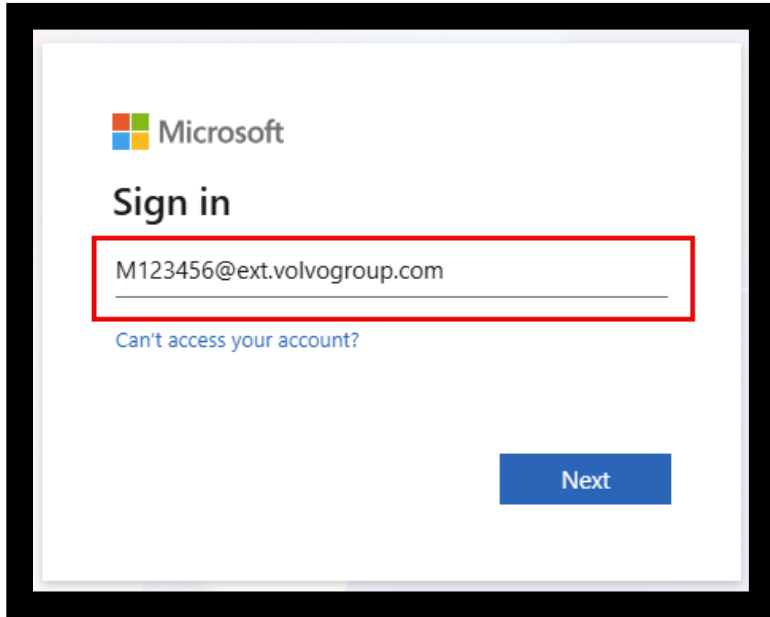 Microsoft
Sign in
M123456@ext.volvogroup.com
Can't access your account?
Next